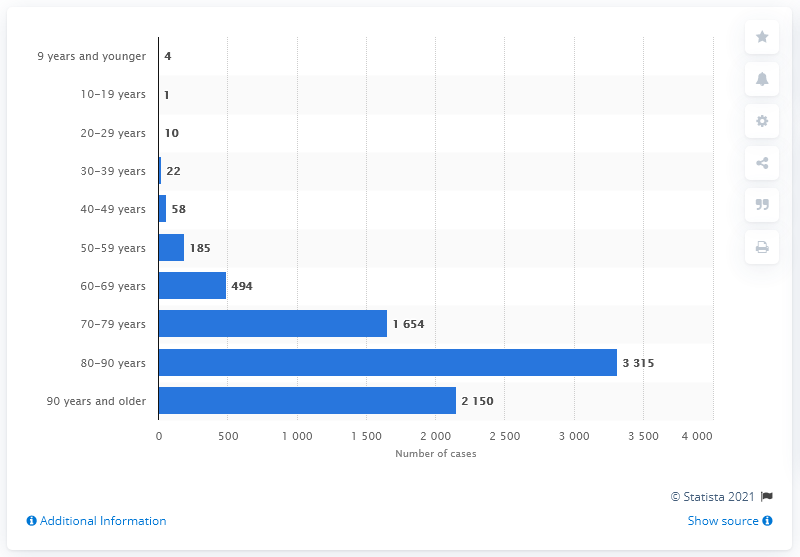 9 years and younger 4
10–19 years 1
20–29 years 10
30–39 years 22
40–49 years 58
50–59 years 185
60–69 years 494
70–79 years 1 654
80–90 years 3 315
90 years and older 2 150
0 500 1 000 1 500 2 000 2 500 3 000 3 500 4 000
Number of cases
© Statista 2021
Additional Information Show source